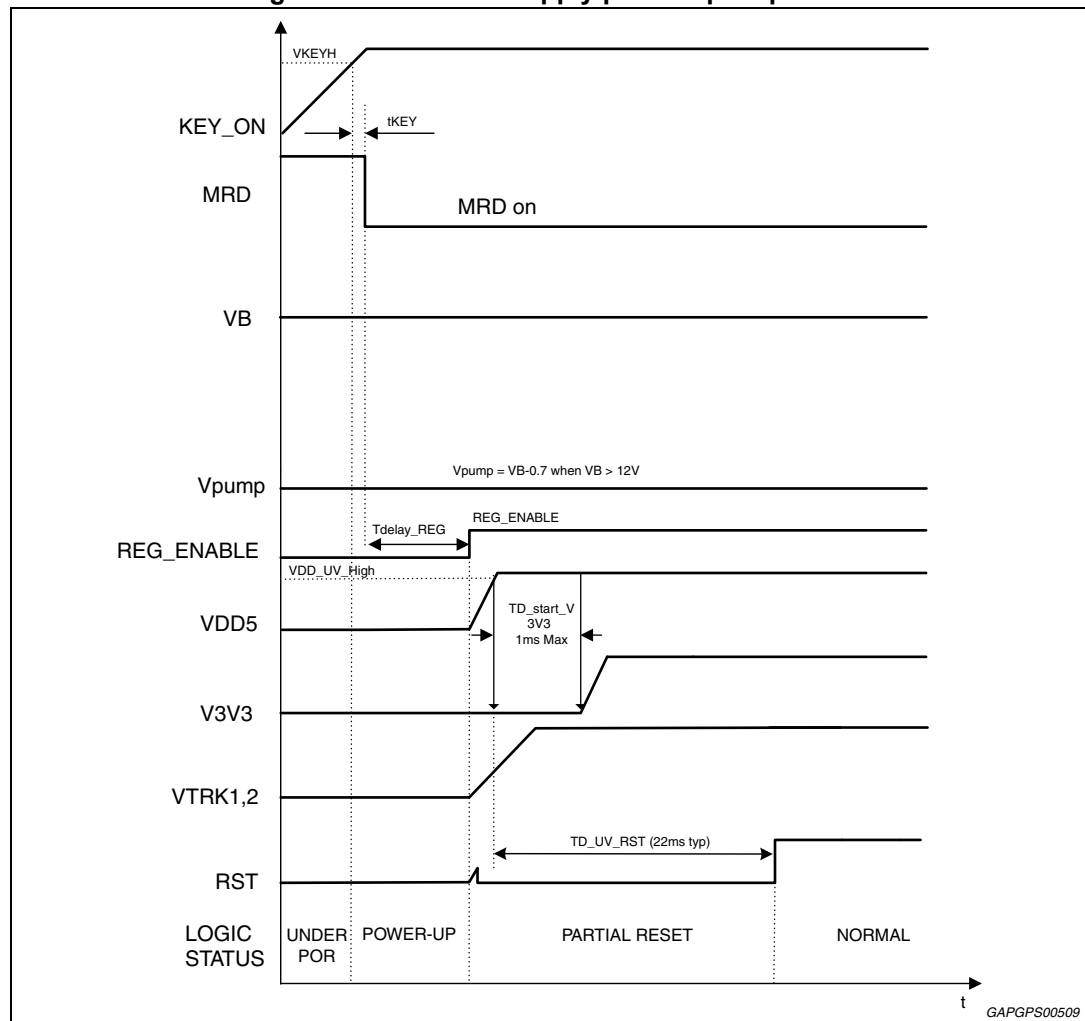 VKEYH
KEY_ON
tKEY
MRD
MRD on
VB
Vpump = VB-0.7 when VB > 12V
Vpump
REG_ENABLE
Tdelay_REG
REG_ENABLE
VDD_UV_High
TD_start_V
3V3
1ms Max
VDD5
V3V3
VTRK1,2
TD_UV_RST (22ms typ)
RST
LOGIC
STATUS
UNDER
POR
POWER-UP
PARTIAL RESET
NORMAL
t
GAPGPS00509